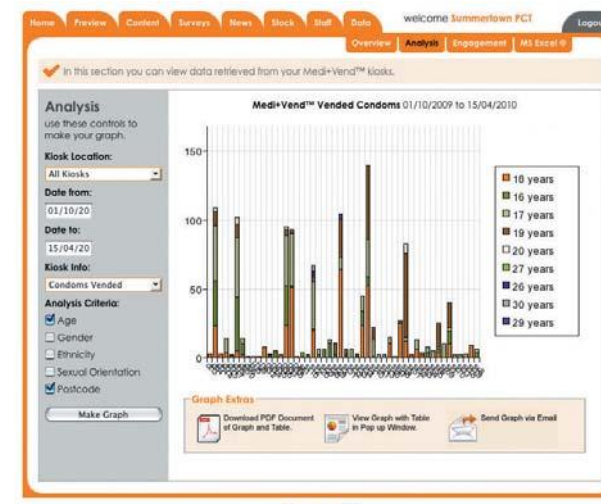 Home Preview Content Surveys News Stock Staff Data welcome Summertown PCT Logou
Overview Analysis Engagement MS Excel
In this section you can view data retrieved from your Medi+Vend™ kiosks.
Analysis
use these controls to
make your graph.
Kiosk Location:
All Kiosks
Date from:
01/10/20
Date to:
15/04/20
Kiosk Info:
Condoms Vended
Analysis Criteria:
Age
Gender
Ethnicity
Sexual Orientation
Postcode
Make Graph
Medi+Vend™ Vended Condoms 01/10/2009 to 15/04/2010
150
100
50
0
18 years
16 years
17 years
19 years
20 years
27 years
26 years
30 years
29 years
Graph Extras
Download PDF Document
of Graph and Table.
View Graph with Table
in Pop up Window.
Send Graph via Email